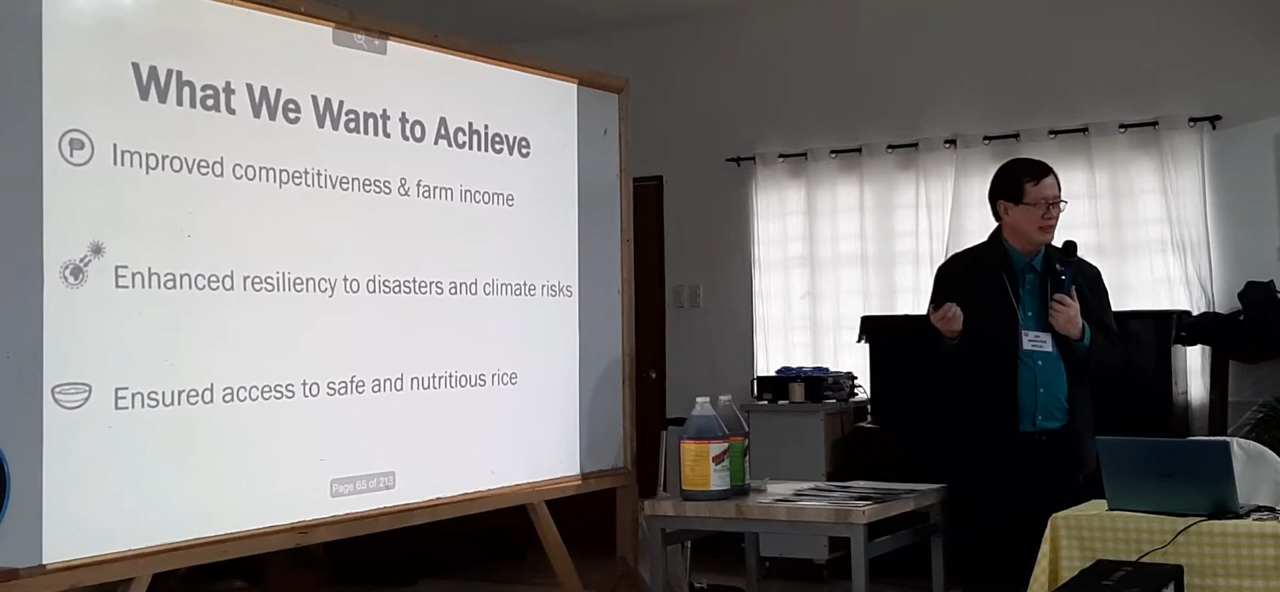 What We Want to Achieve
Improved competitiveness & farm income
Enhanced resiliency to disasters and climate risks
Ensured access to safe and nutritious rice
Page 65 of 213